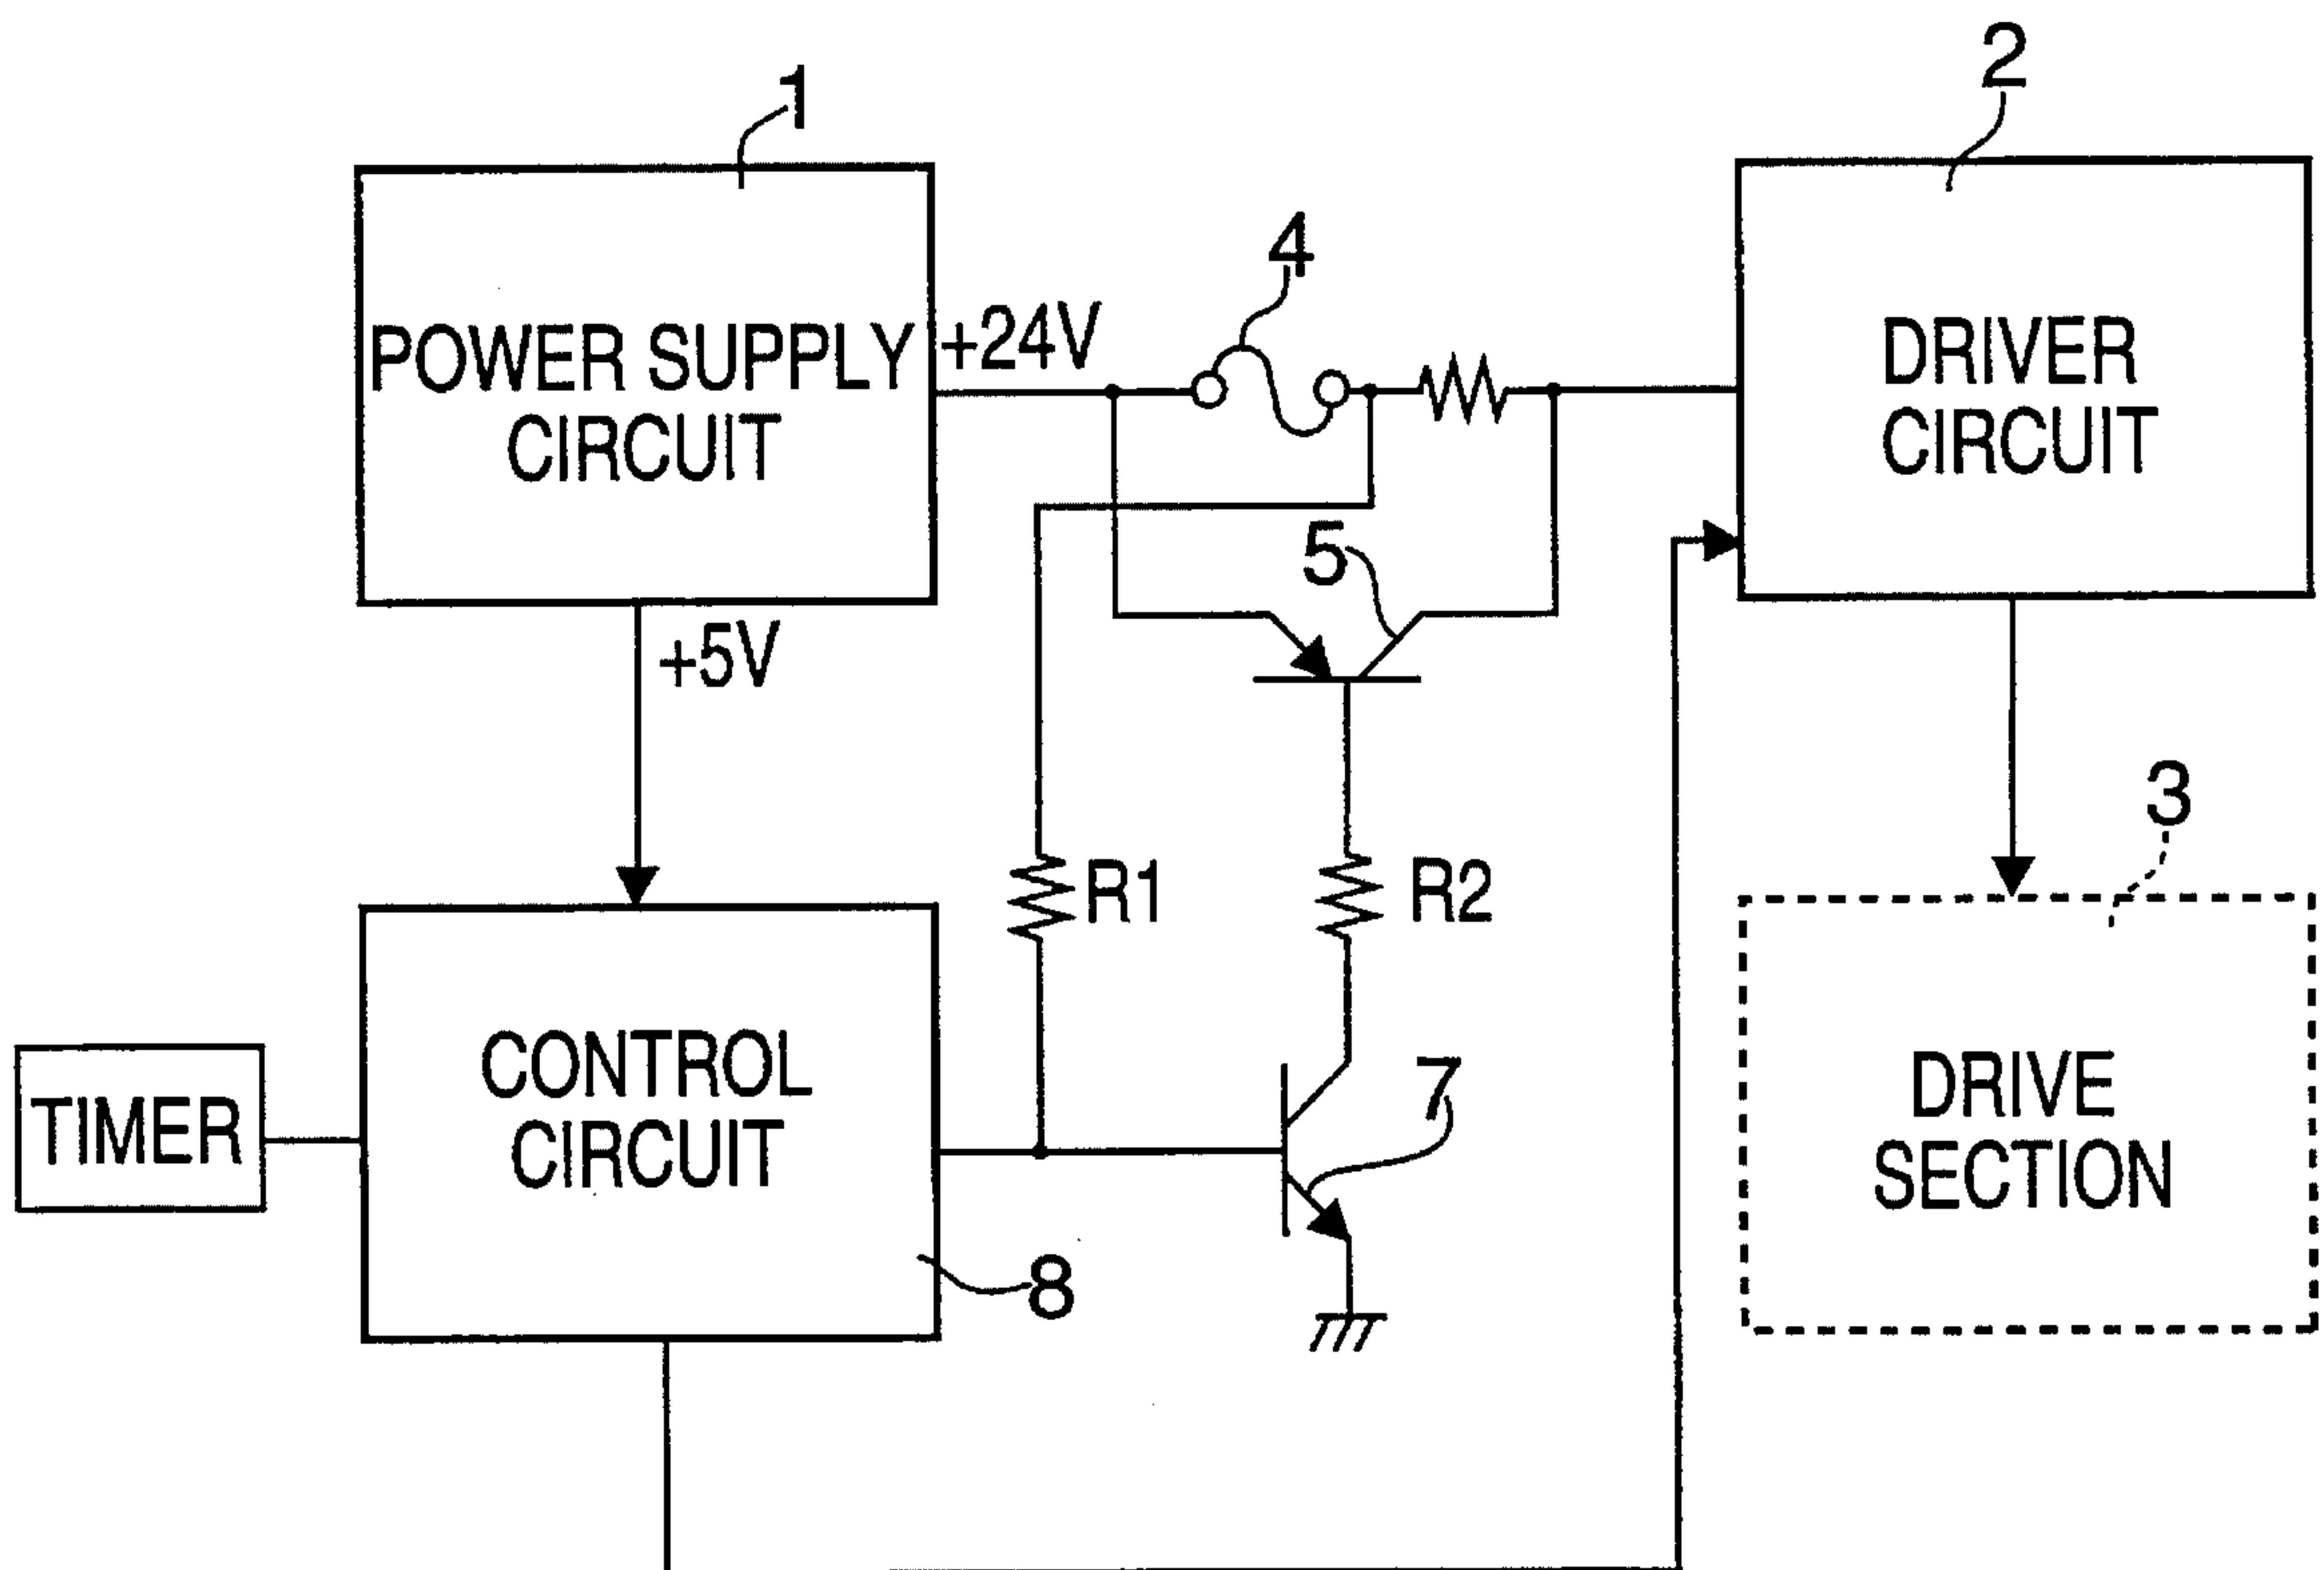 1
2
4
POWER SUPPLY
CIRCUIT
+24V
DRIVER
CIRCUIT
5
+5V
3
R1
R2
TIMER
CONTROL
CIRCUIT
7
8
DRIVE
SECTION